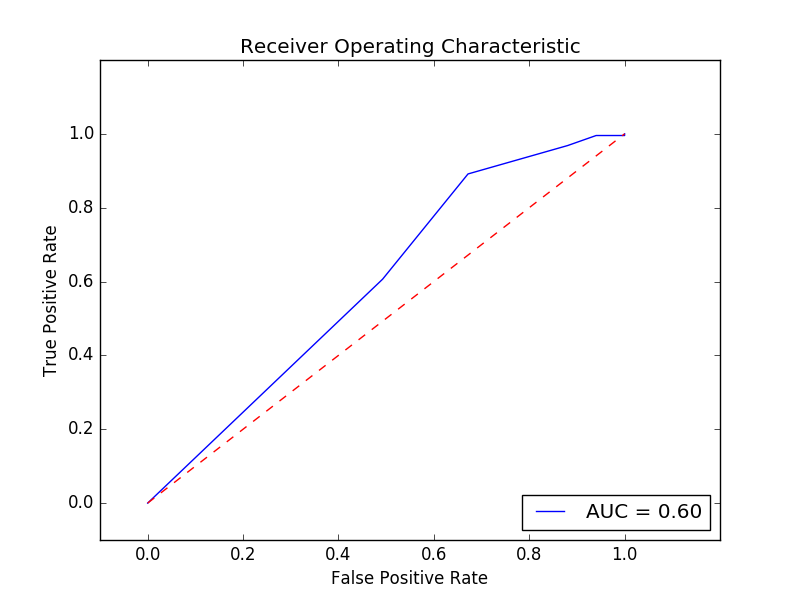 Receiver Operating Characteristic
True Positive Rate
1.0
0.8
0.6
0.4
0.2
0.0
AUC = 0.60
0.0 0.2 0.4 0.6 0.8 1.0
False Positive Rate